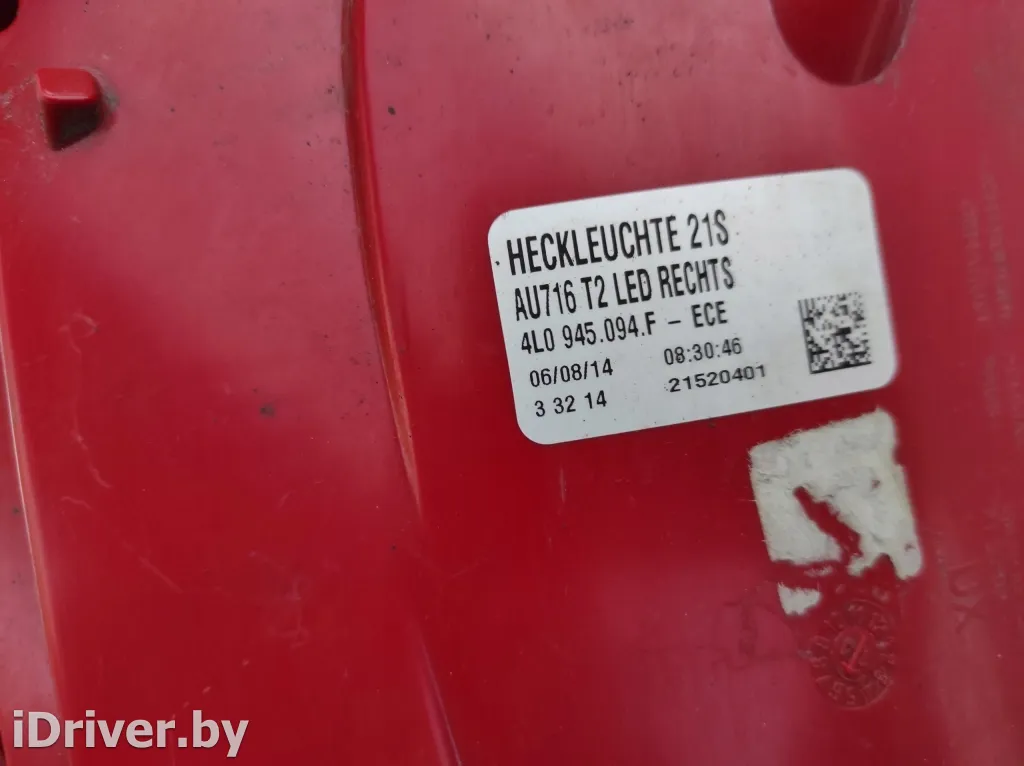 HECKLEUCHTE 21S
AU716 T2 LED RECHTS
4L0 945.094.F - ECE
06/08/14 08:30:46
3 32 14 21520401
iDriver.by